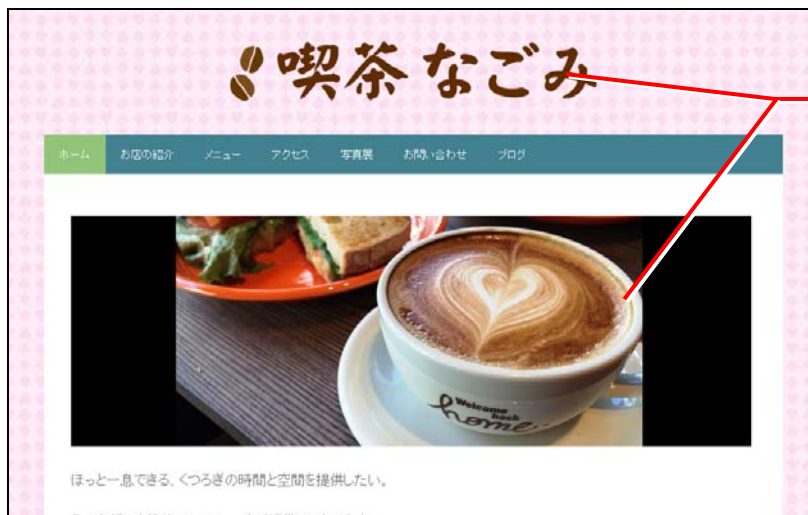 喫茶 なごみ
ホーム お店の紹介 メニュー アクセス 写真展 お問い合わせ ブログ
Welcome
back
home
ほっと一息できる、くつろぎの時間と空間を提供したい。